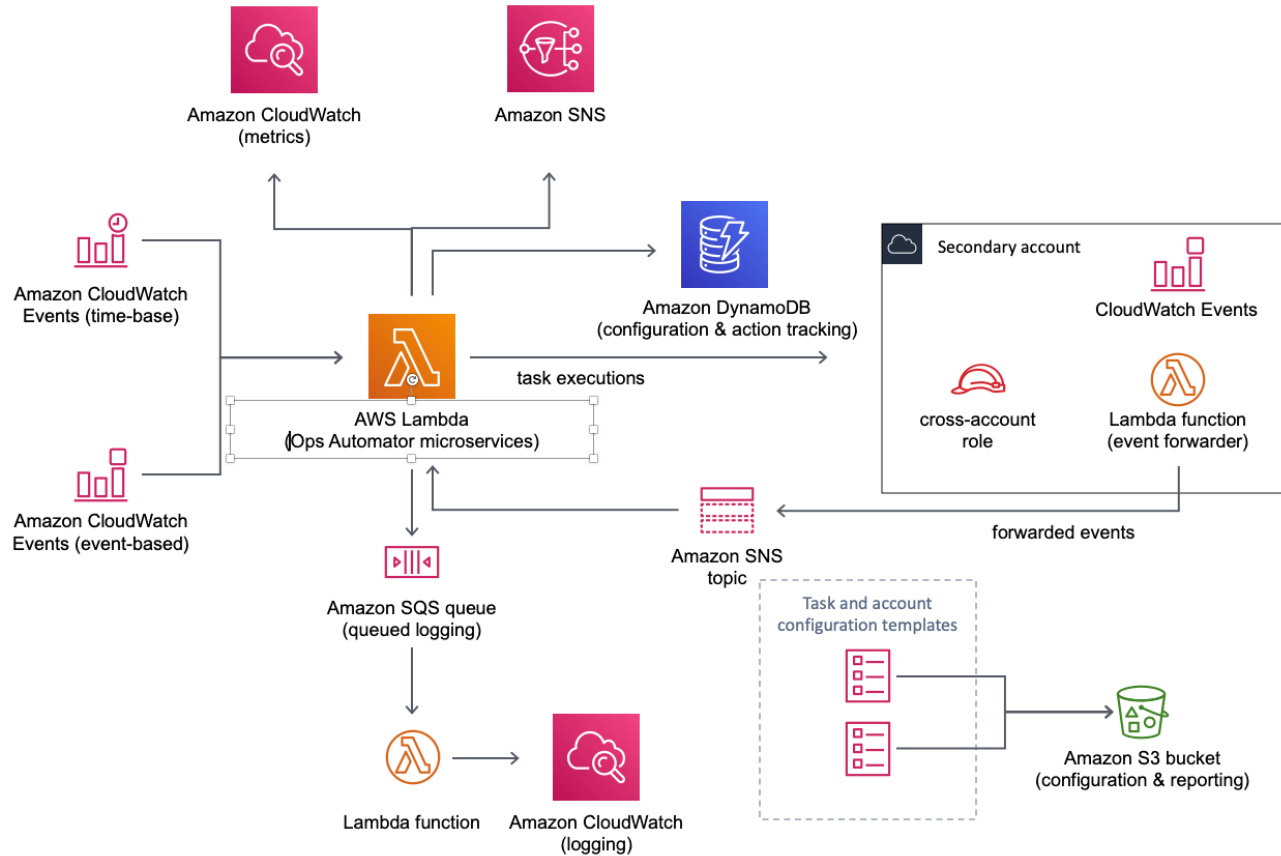 Amazon CloudWatch
(metrics)
Amazon SNS
Amazon CloudWatch
Events (time-base)
Amazon DynamoDB
(configuration & action tracking)
Secondary account
CloudWatch Events
task executions
AWS Lambda
(Ops Automator microservices)
cross-account
role
Lambda function
(event forwarder)
Amazon CloudWatch
Events (event-based)
forwarded events
Amazon SNS
topic
Amazon SQS queue
(queued logging)
Task and account
configuration templates
Amazon S3 bucket
(configuration & reporting)
Lambda function
Amazon CloudWatch
(logging)